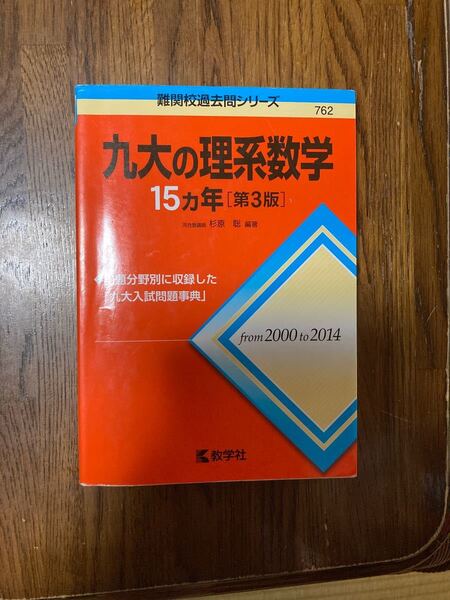 難関校過去問シリーズ
762
九大の理系数学
15カ年[第3版]
河合塾講師 杉原 聡 編著
出題分野別に収録した
「九大入試問題事典」
from 2000 to 2014
教学社